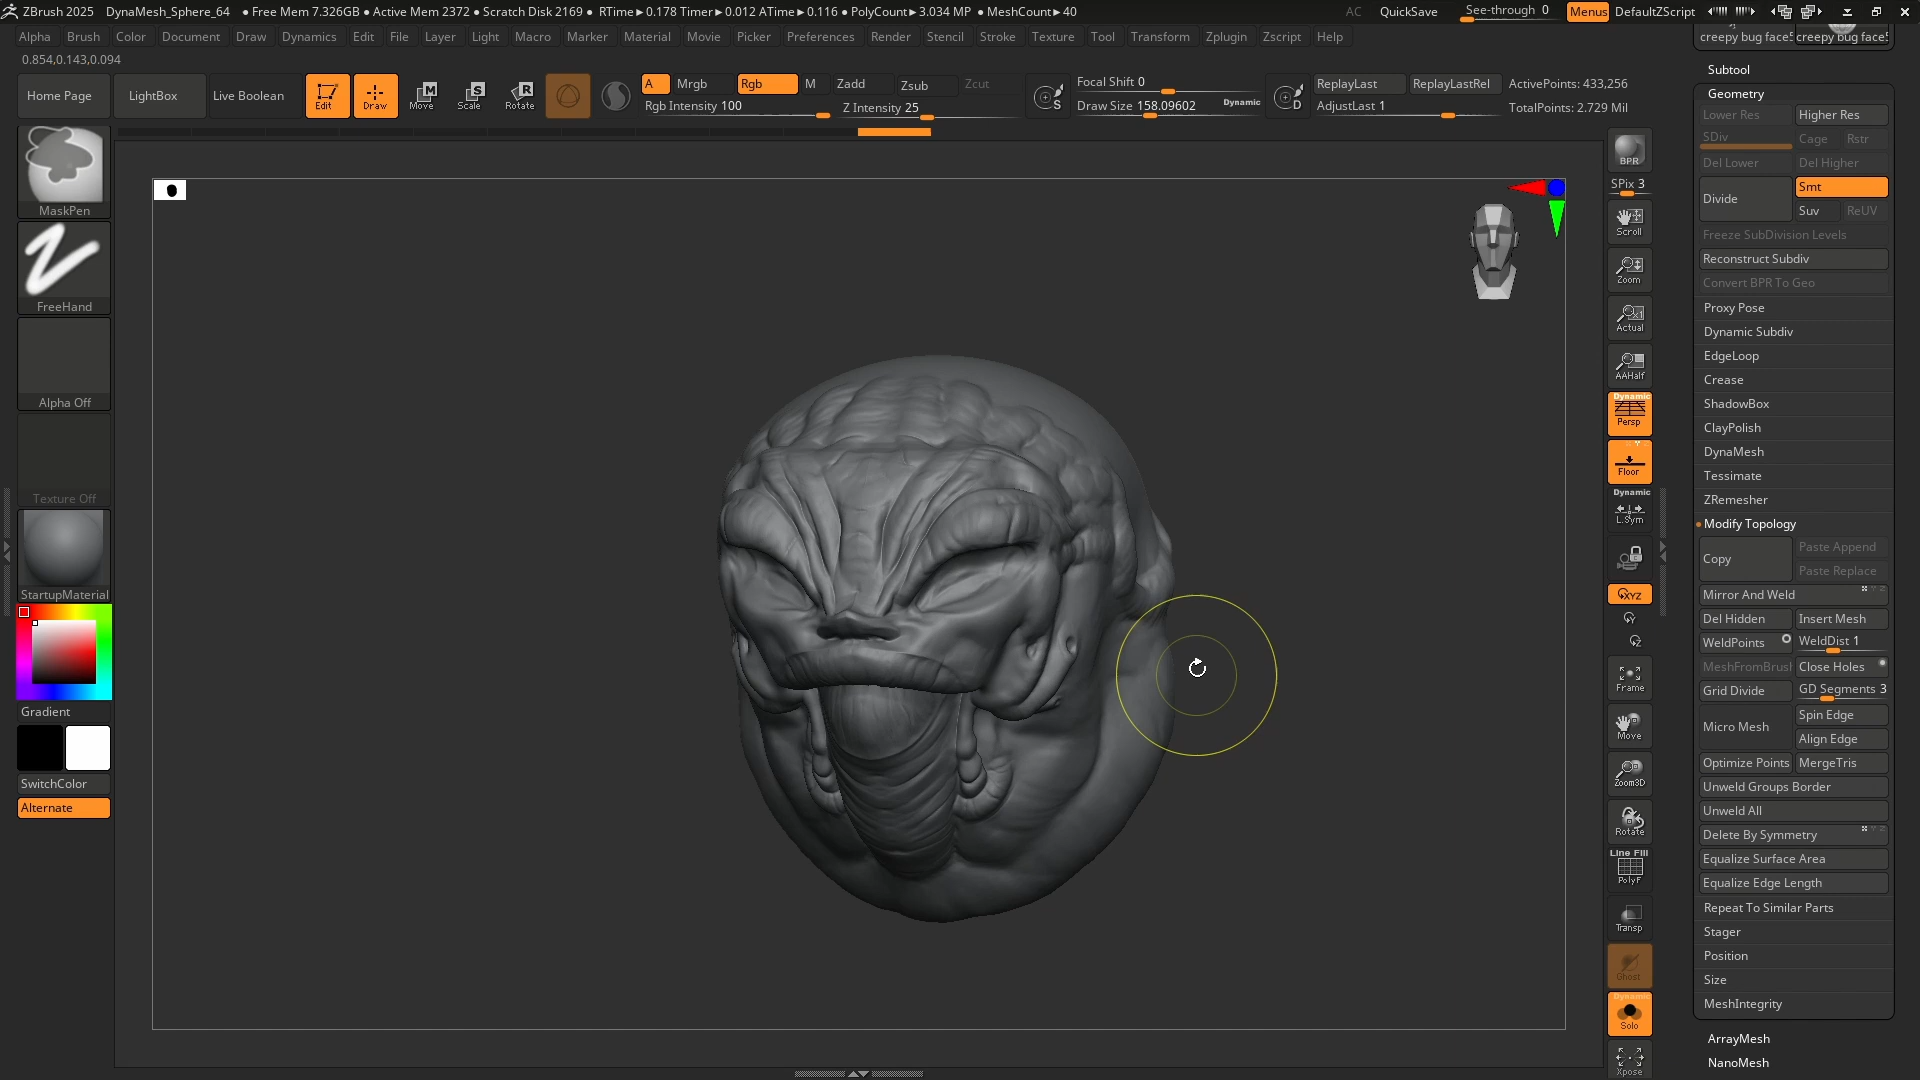 ZBrush 2025 DynaMesh_Sphere_64 ● Free Mem 7.326GB ● Active Mem 2372 ● Scratch Disk 2169 ● RTime►0.178 Timer►0.012 ATime►0.116 ● PolyCount►3.034 MP ● MeshCount►40 AC QuickSave See-through 0 Menus DefaultZScript
Alpha Brush Color Document Draw Dynamics Edit File Layer Light Macro Marker Material Movie Picker Preferences Render Stencil Stroke Texture Tool Transform Zplugin Zscript Help
creepy bug face creepy bug face
0.854,0.143,0.094
Home Page LightBox Live Boolean Edit Draw Move Scale Rotate
A Mrgb Rgb M Zadd Zsub Zcut
Rgb Intensity 100 Z Intensity 25
Focal Shift 0
Draw Size 158.09602 Dynamic
ReplayLast ReplayLastRel ActivePoints: 433,256
AdjustLast 1 TotalPoints: 2.729 Mil
MaskPen
FreeHand
Alpha Off
Texture Off
StartupMaterial
Gradient
SwitchColor
Alternate
BPR
SPix 3
Scroll
Zoom
Actual
AAHalf
Dynamic
Persp
Floor
Dynamic
L.Sym
XYZ
Y
Z
Frame
Move
Zoom3D
Rotate
Line Fill
PolyF
Transp
Ghost
Dynamic
Solo
Xpose
Subtool
Geometry
Lower Res Higher Res
SDiv Cage Rstr
Del Lower Del Higher
Divide Smt
Suv ReUV
Freeze SubDivision Levels
Reconstruct Subdiv
Convert BPR To Geo
Proxy Pose
Dynamic Subdiv
EdgeLoop
Crease
ShadowBox
ClayPolish
DynaMesh
Tessimate
ZRemesher
Modify Topology
Copy Paste Append
Paste Replace
Mirror And Weld
Del Hidden Insert Mesh
WeldPoints WeldDist 1
MeshFromBrush Close Holes
Grid Divide GD Segments 3
Micro Mesh Spin Edge
Align Edge
Optimize Points MergeTris
Unweld Groups Border
Unweld All
Delete By Symmetry
Equalize Surface Area
Equalize Edge Length
Repeat To Similar Parts
Stager
Position
Size
MeshIntegrity
ArrayMesh
NanoMesh